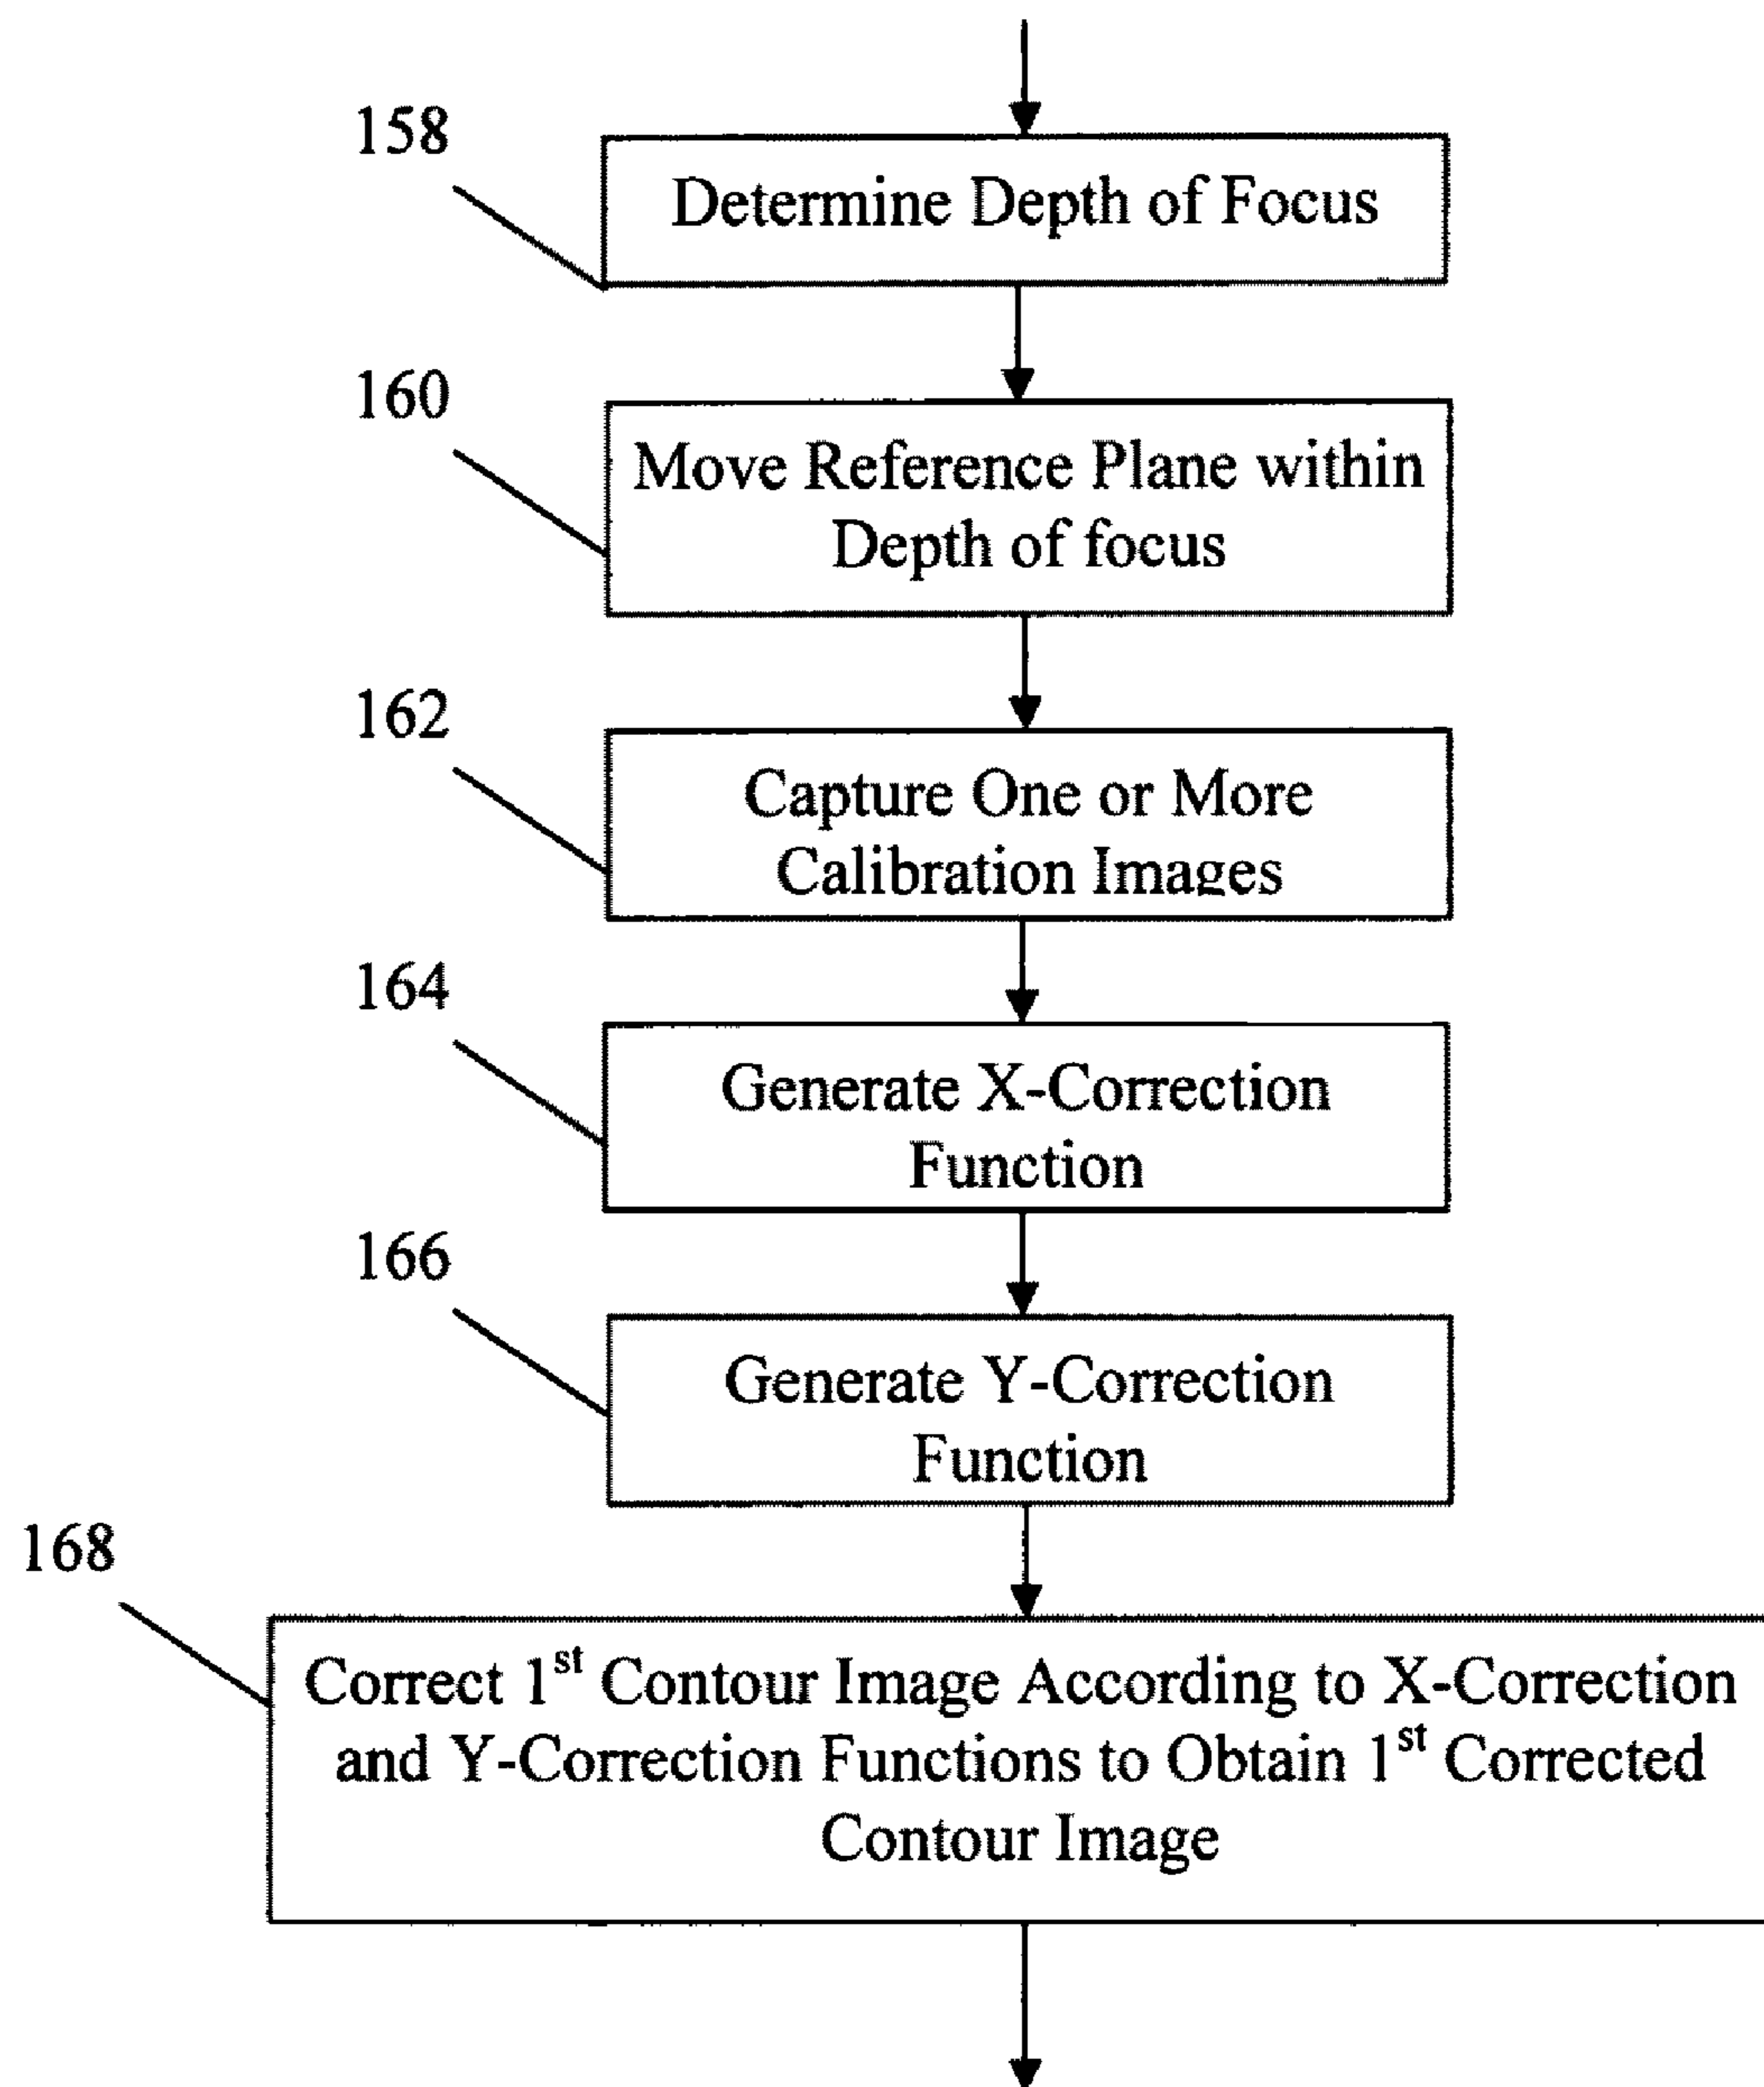 158
Determine Depth of Focus
160
Move Reference Plane within
Depth of focus
162
Capture One or More
Calibration Images
164
Generate X-Correction
Function
166
Generate Y-Correction
Function
168
Correct 1st Contour Image According to X-Correction
and Y-Correction Functions to Obtain 1st Corrected
Contour Image